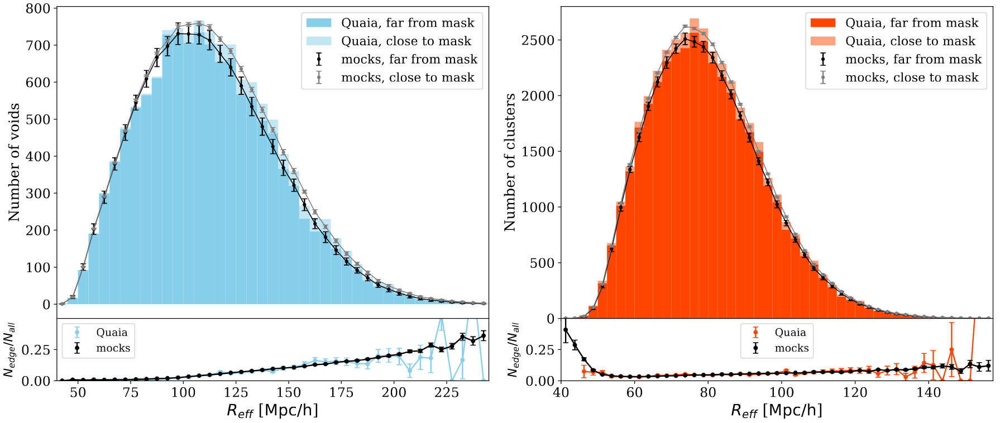 800
700
600
500
400
300
200
100
0
Number of voids
Quaia, far from mask
Quaia, close to mask
mocks, far from mask
mocks, close to mask
0.25
0.00
N_edge/N_all
Quaia
mocks
50
75
100
125
150
175
200
225
R_eff [Mpc/h]
2500
2000
1500
1000
500
0
Number of clusters
Quaia, far from mask
Quaia, close to mask
mocks, far from mask
mocks, close to mask
0.25
0.00
N_edge/N_all
Quaia
mocks
40
60
80
100
120
140
R_eff [Mpc/h]